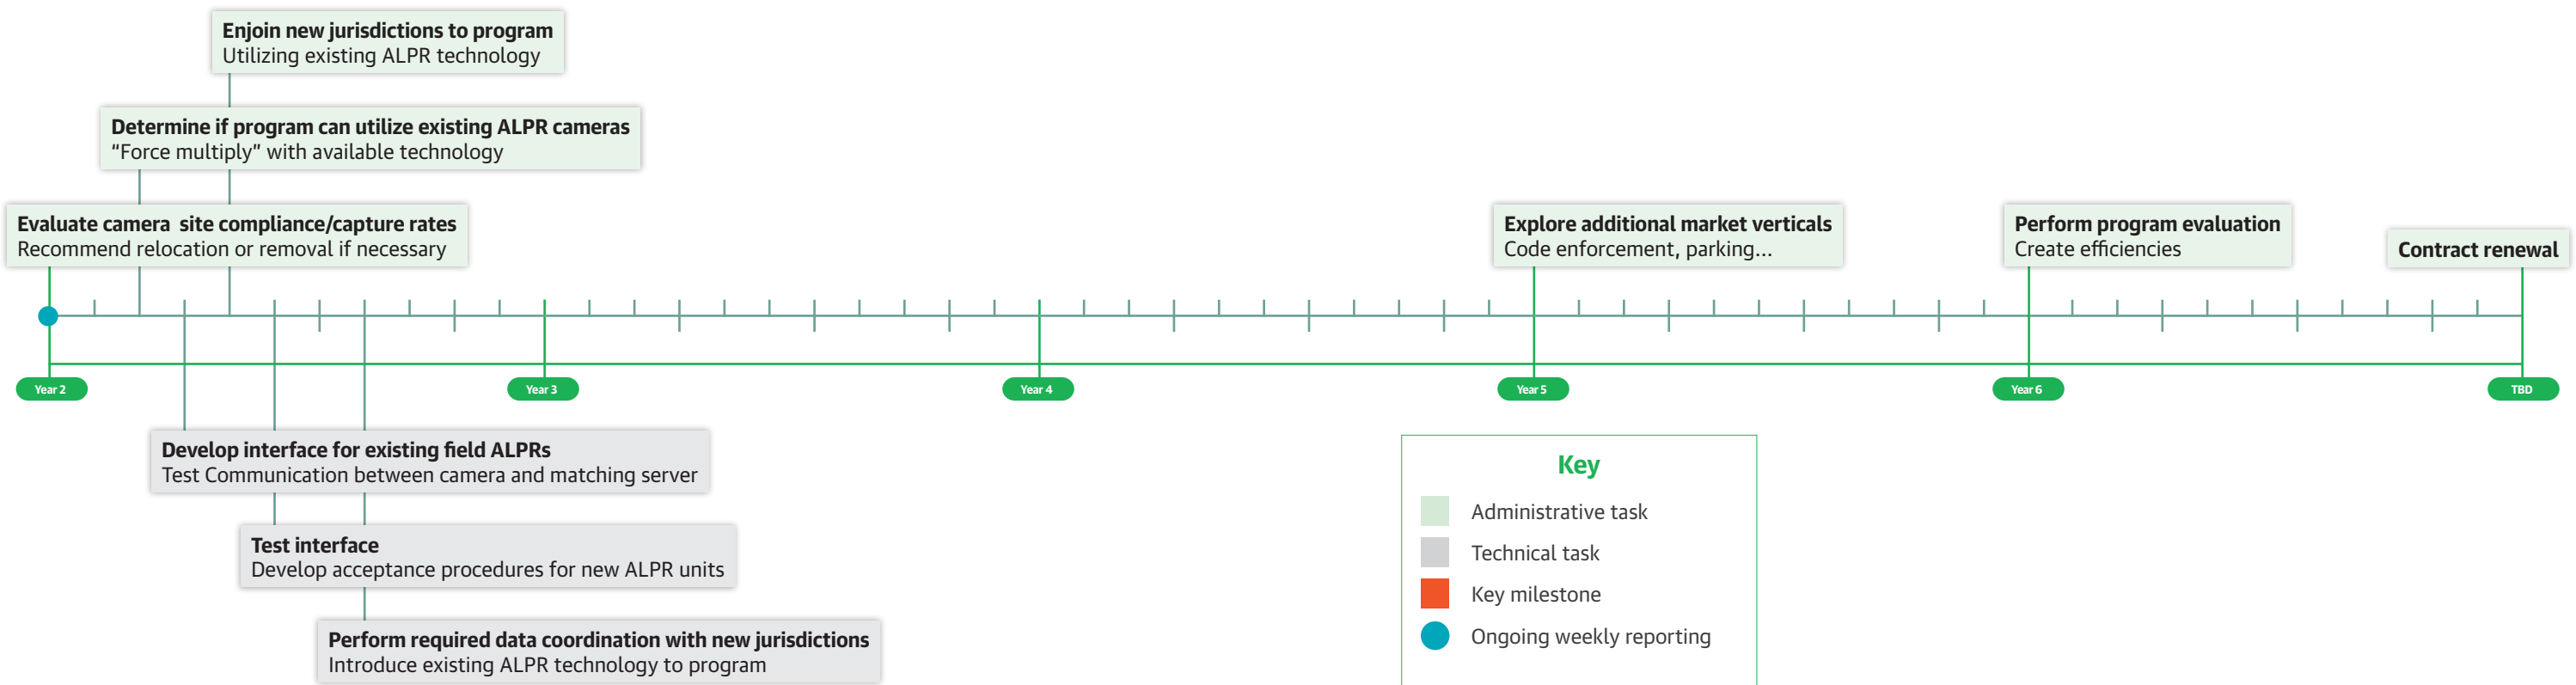 Enjoin new jurisdictions to program
Utilizing existing ALPR technology
Determine if program can utilize existing ALPR cameras
“Force multiply” with available technology
Evaluate camera  site compliance/capture rates
Recommend relocation or removal if necessary
Explore additional market verticals
Code enforcement, parking...
Perform program evaluation
Create efficiencies
Contract renewal
Year 2
Year 3
Year 4
Year 5
Year 6
TBD
Develop interface for existing field ALPRs
Test Communication between camera and matching server
Test interface
Develop acceptance procedures for new ALPR units
Perform required data coordination with new jurisdictions
Introduce existing ALPR technology to program
Key
Administrative task
Technical task
Key milestone
Ongoing weekly reporting